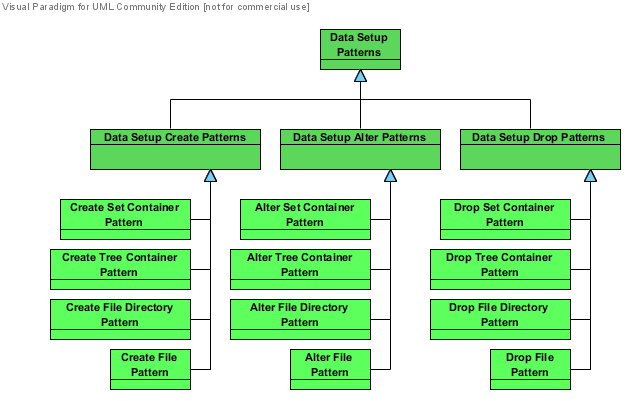 Visual Paradigm for UML Community Edition [not for commercial use]
Data Setup
Patterns
Data Setup Create Patterns
Data Setup Alter Patterns
Data Setup Drop Patterns
Create Set Container
Pattern
Alter Set Container
Pattern
Drop Set Container
Pattern
Create Tree Container
Pattern
Alter Tree Container
Pattern
Drop Tree Container
Pattern
Create File Directory
Pattern
Alter File Directory
Pattern
Drop File Directory
Pattern
Create File
Pattern
Alter File
Pattern
Drop File
Pattern